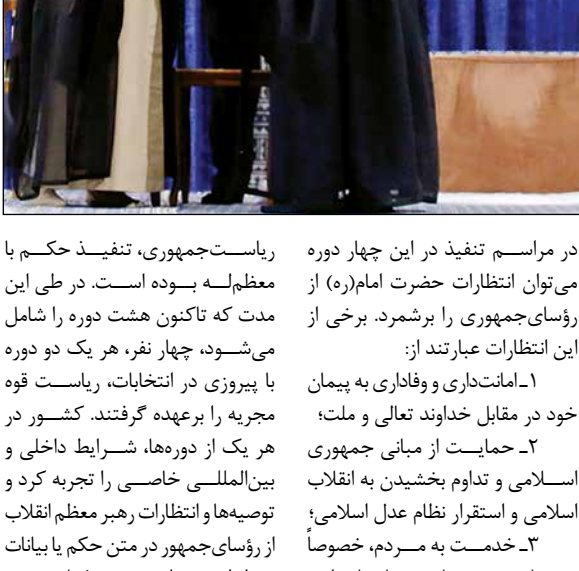 ریاست‌جمهوری، تنفیذ حکم با
معظم‌له بوده است. در طی این
مدت که تاکنون هشت دوره را شامل
می‌شود، چهار نفر، هر یک دو دوره
با پیروزی در انتخابات، ریاست قوه
مجریه را برعهده گرفتند. کشور در
هر یک از دوره‌ها، شرایط داخلی و
بین‌المللی خاصی را تجربه کرد و
توصیه‌ها و انتظارات رهبر معظم انقلاب
از رؤسای‌جمهور در متن حکم یا بیانات
در مراسم تنفیذ در این چهار دوره
می‌توان انتظارات حضرت امام(ره) از
رؤسای‌جمهوری را برشمرد. برخی از
این انتظارات عبارتند از:
۱ـ امانت‌داری و وفاداری به پیمان
خود در مقابل خداوند تعالی و ملت؛
۲ـ حمایت از مبانی جمهوری
اسلامی و تداوم بخشیدن به انقلاب
اسلامی و استقرار نظام عدل اسلامی؛
۳ـ خدمت به مردم، خصوصاً